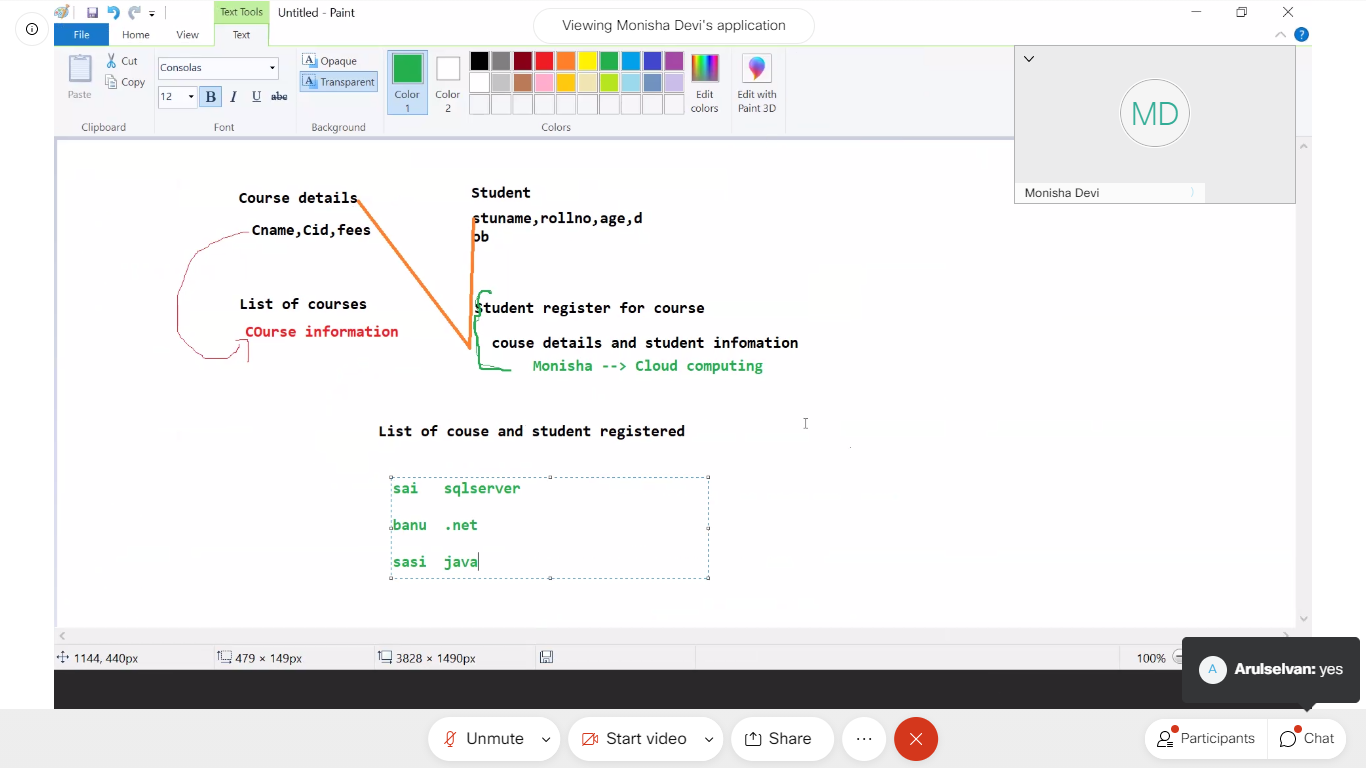 Text Tools
Untitled - Paint
Viewing Monisha Devi's application
File
Home
View
Text
?
Paste
Cut
Copy
Clipboard
Consolas
12
B I U abc
Font
Opaque
Transparent
Background
Color
1
Color
2
Edit
colors
Edit with
Paint 3D
Colors
MD
Monisha Devi
Course details
Cname,Cid,fees
List of courses
COurse information
Student
stuname,rollno,age,d
ob
Student register for course
couse details and student infomation
Monisha --> Cloud computing
List of couse and student registered
sai sqlserver
banu .net
sasi java
1144, 440px
479 × 149px
3828 × 1490px
100%
A
Arulselvan: yes
Unmute
Start video
Share
Participants
Chat